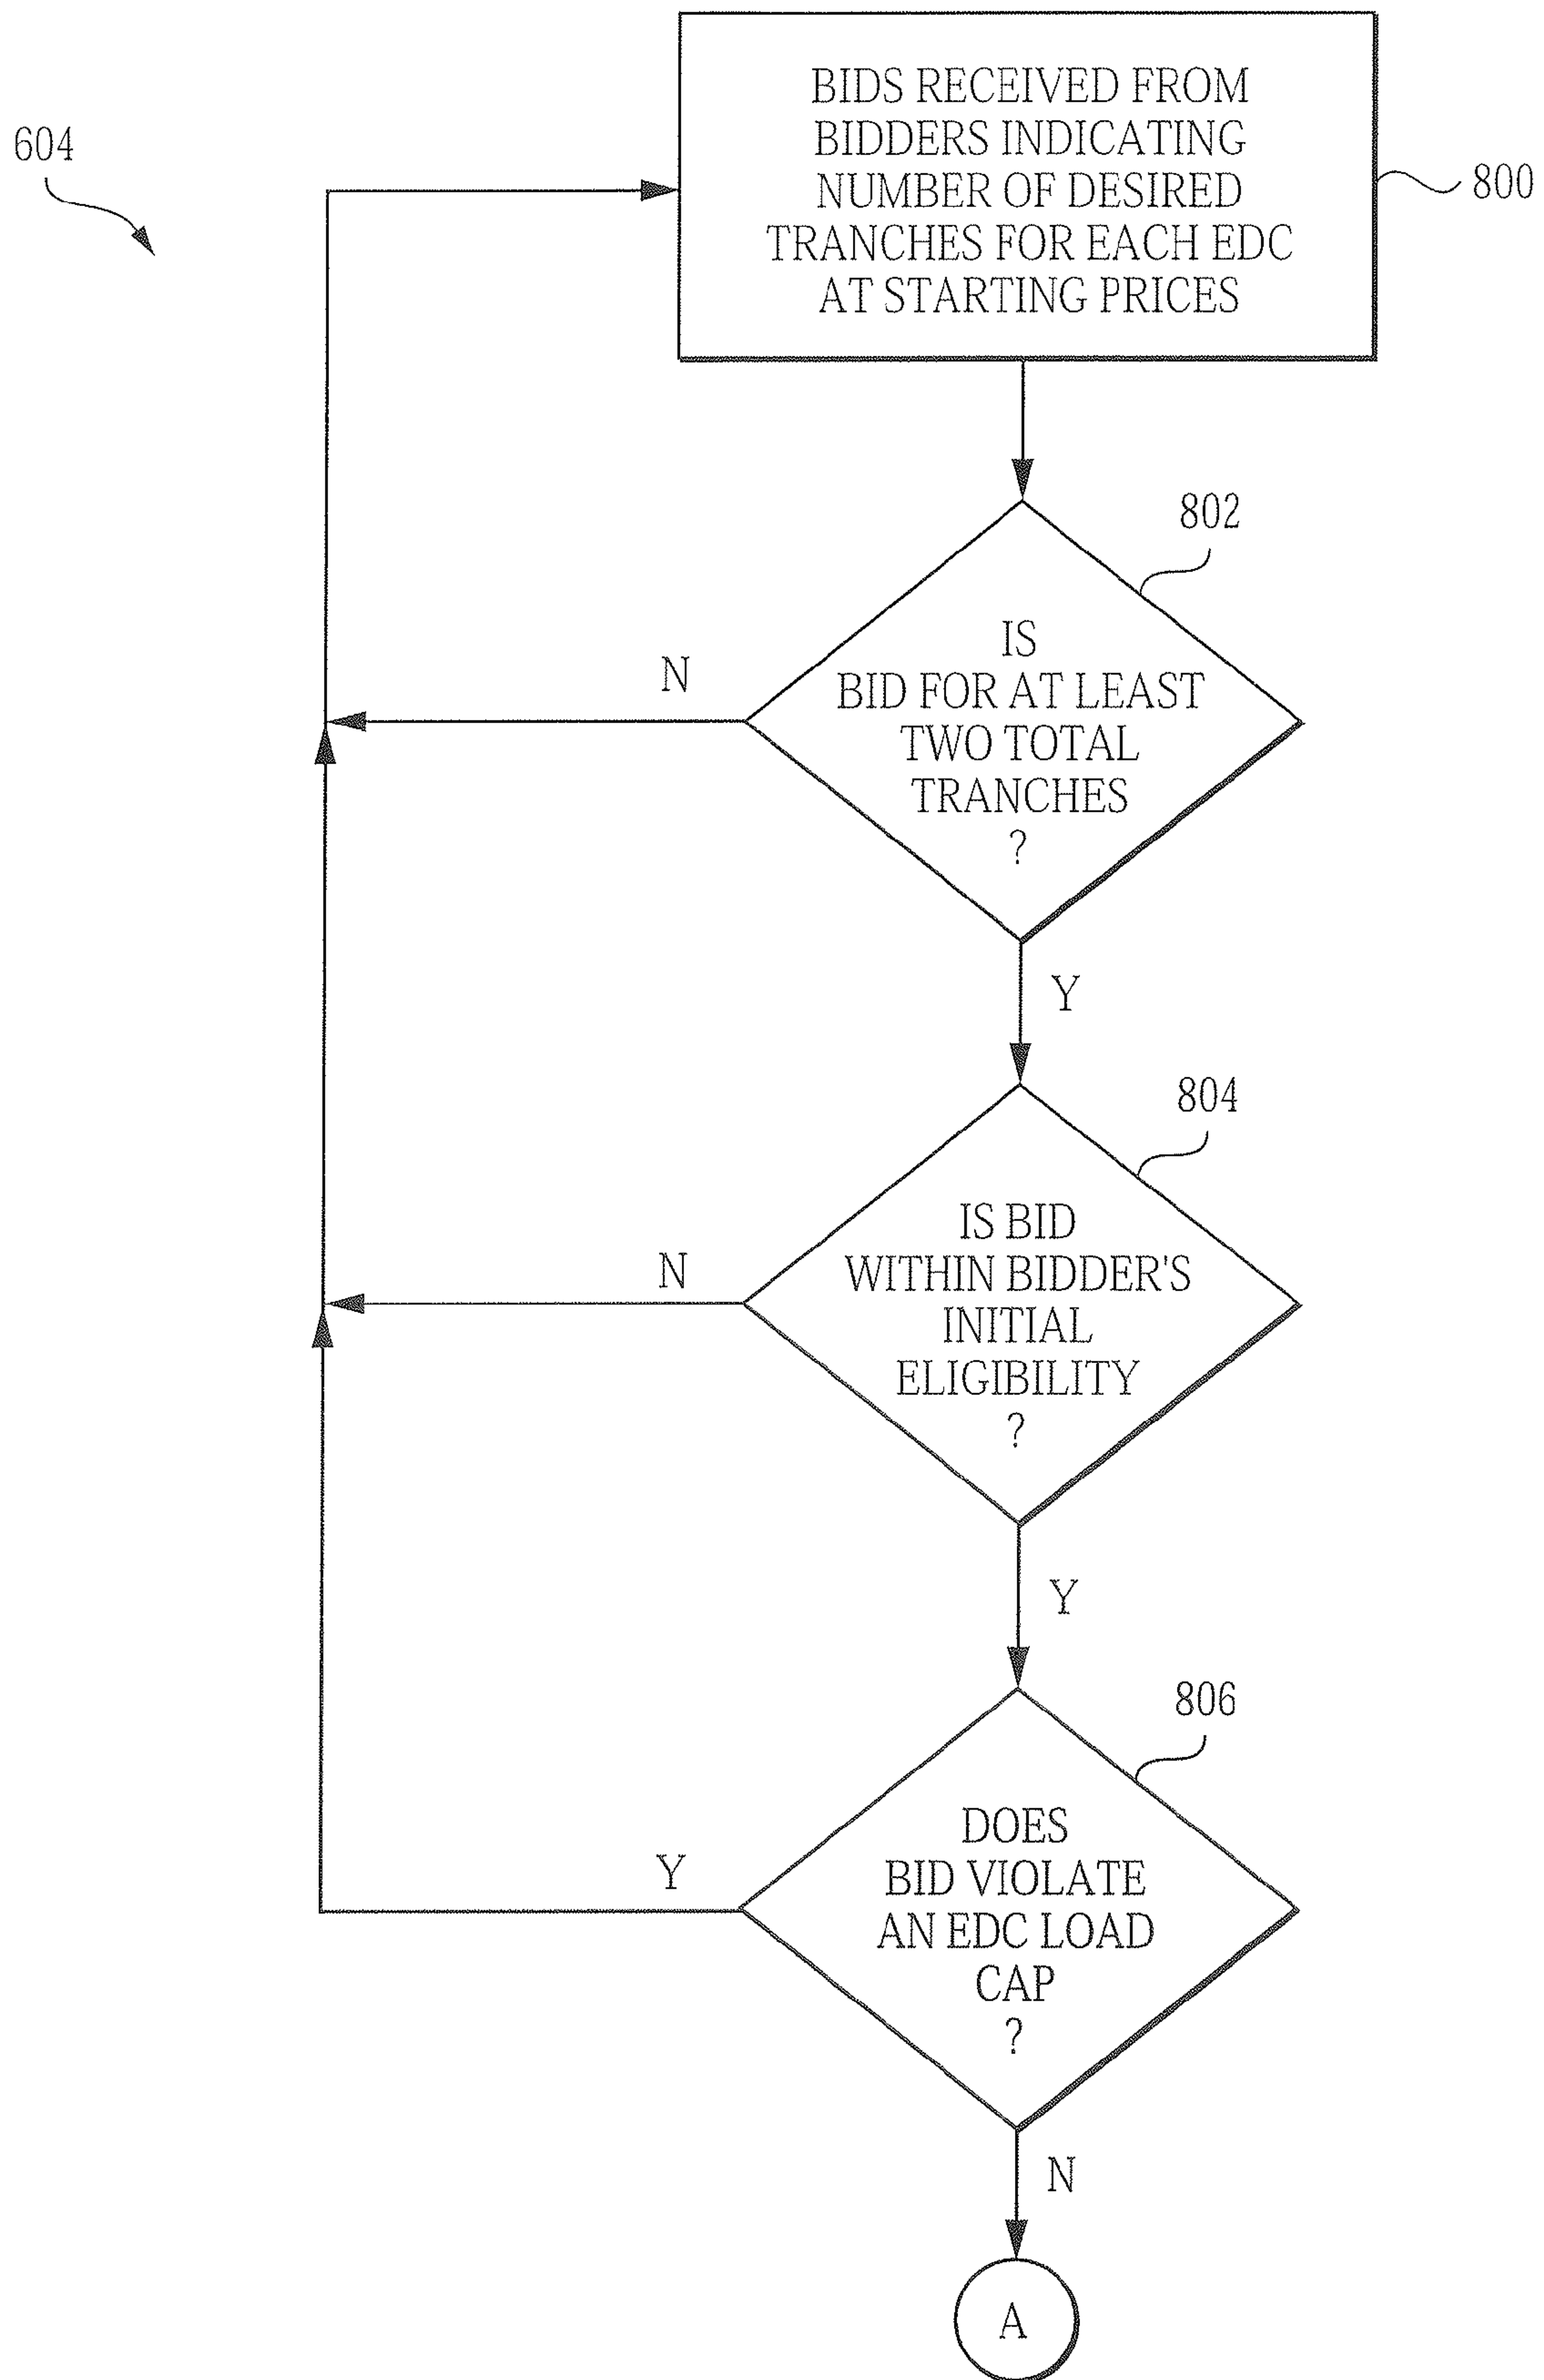 604
BIDS RECEIVED FROM
BIDDERS INDICATING
NUMBER OF DESIRED
TRANCHES FOR EACH EDC
AT STARTING PRICES
800
802
IS
BID FOR AT LEAST
TWO TOTAL
TRANCHES
?
N
Y
804
IS BID
WITHIN BIDDER'S
INITIAL
ELIGIBILITY
?
N
Y
806
DOES
BID VIOLATE
AN EDC LOAD
CAP
?
Y
N
A